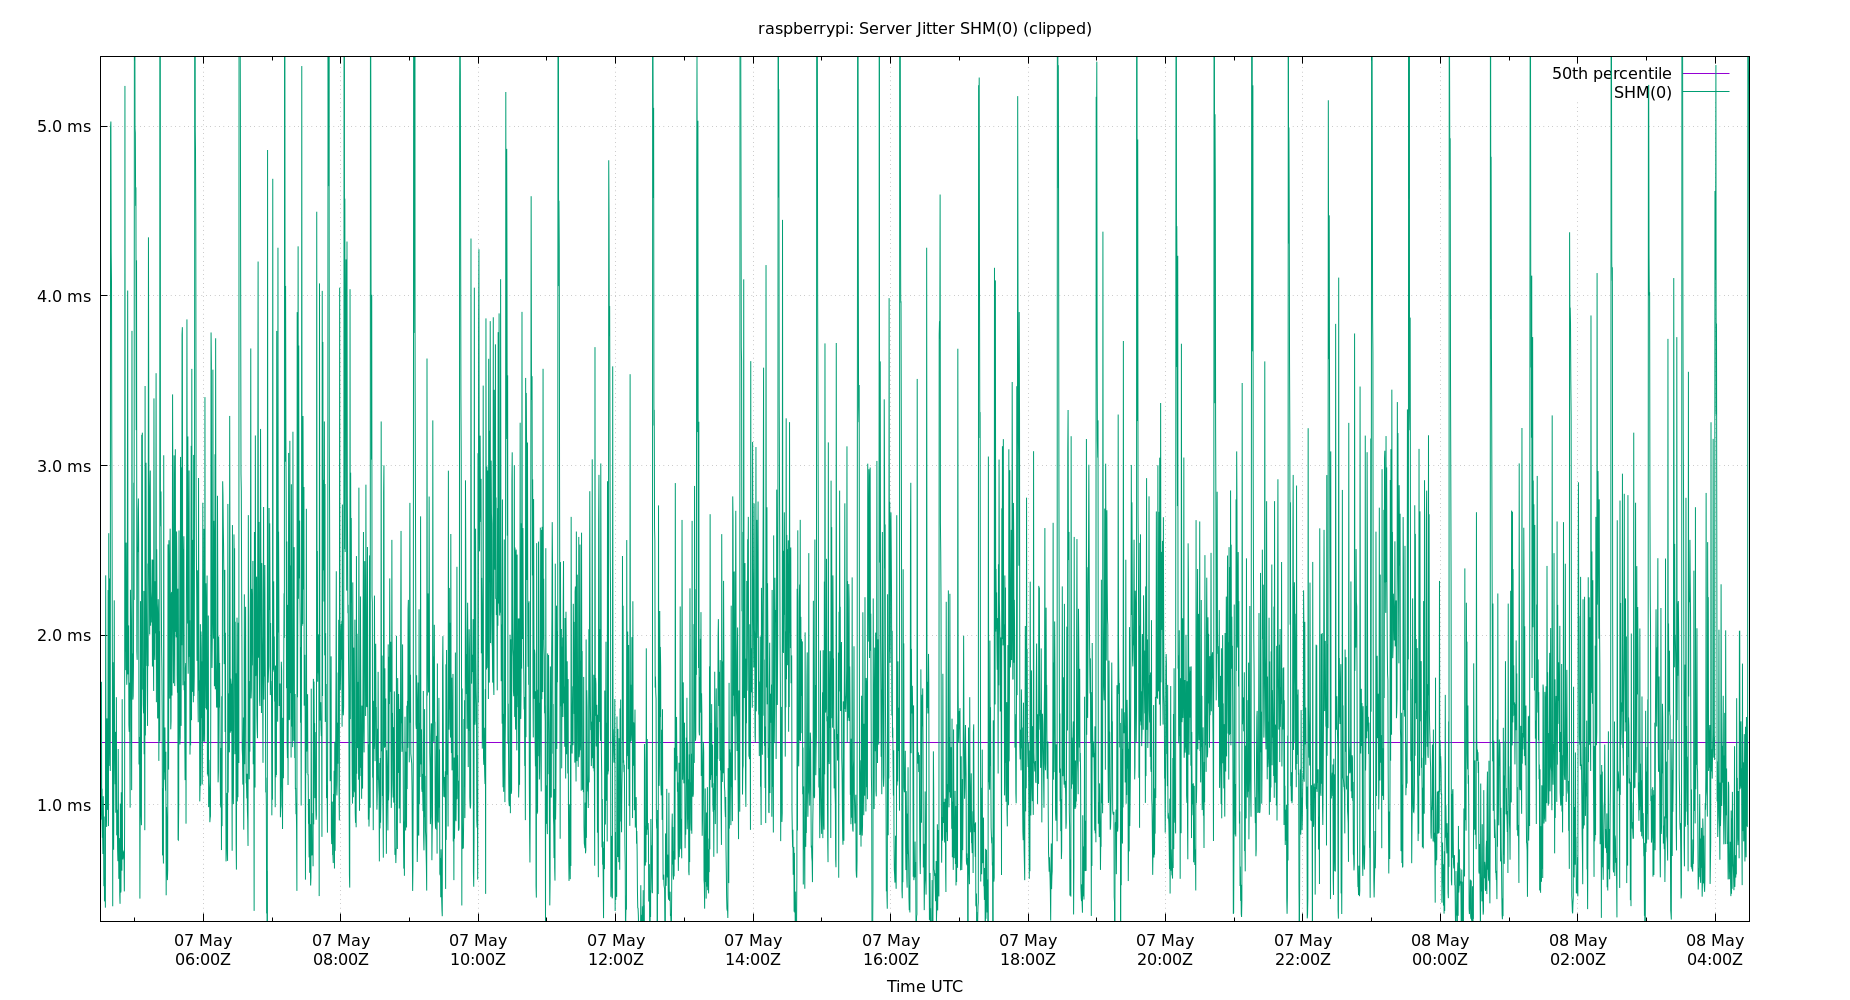 raspberrypi: Server Jitter SHM(0) (clipped)
50th percentile
SHM(0)
5.0 ms
4.0 ms
3.0 ms
2.0 ms
1.0 ms
07 May 07 May 07 May 07 May 07 May 07 May 07 May 07 May 07 May 08 May 08 May 08 May
06:00Z 08:00Z 10:00Z 12:00Z 14:00Z 16:00Z 18:00Z 20:00Z 22:00Z 00:00Z 02:00Z 04:00Z
Time UTC